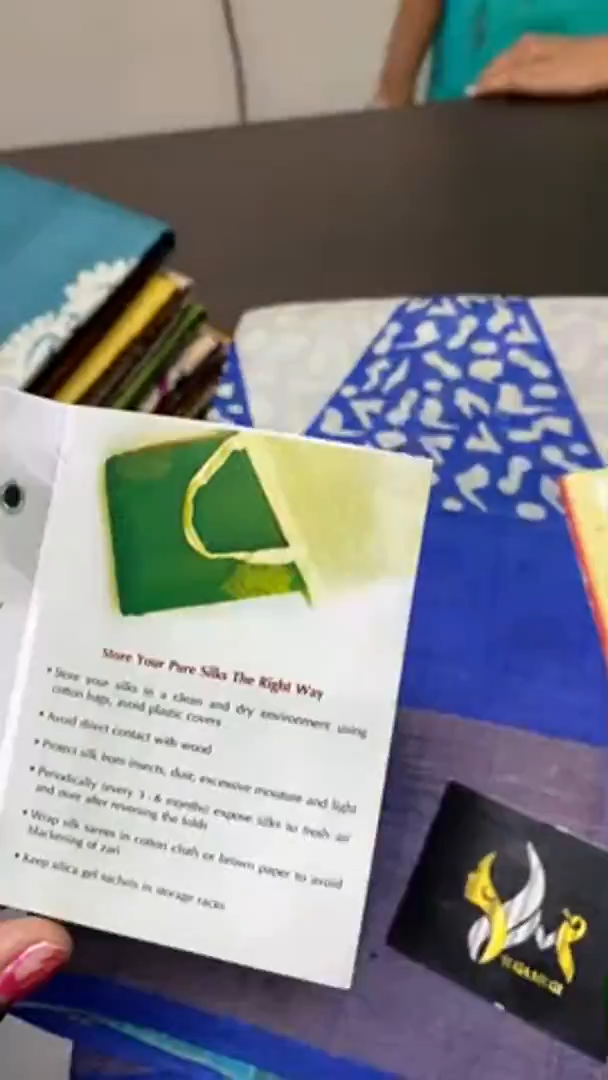 Store Your Pure Silks The Right Way
• Store your silks in a clean and dry environment using
cotton bags, avoid plastic covers
• Avoid direct contact with wood
• Protect silk from insects, dust, excessive moisture and light
• Periodically (every 3 - 6 months) expose silks to fresh air
and store after reversing the folds
• Wrap silk sarees in cotton cloth or brown paper to avoid
blackening of zari
• Keep silica gel sachets in storage racks